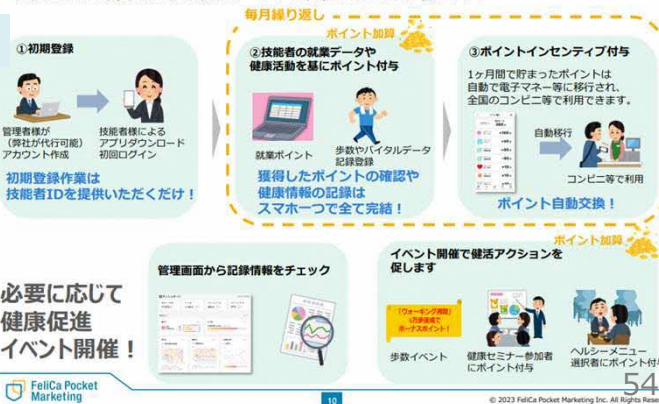 毎月繰り返し
ポイント加算
①初期登録
管理者様が
(弊社が代行可能)
アカウント作成
技能者様による
アプリダウンロード
初回ログイン
初期登録作業は
技能者IDを提供いただくだけ！
②技能者の就業データや
健康活動を基にポイント付与
就業ポイント
歩数やバイタルデータ
記録登録
獲得したポイントの確認や
健康情報の記録は
スマホ一つで全て完結！
③ポイントインセンティブ付与
1ヶ月間で貯まったポイントは
自動で電子マネー等に移行され、
全国のコンビニ等で利用できます。
自動移行
コンビニ等で利用
ポイント自動交換！
必要に応じて
健康促進
イベント開催！
管理画面から記録情報をチェック
ポイント加算
イベント開催で健活アクションを
促します
ボーナスポイント！
歩数イベント
健康セミナー参加者
にポイント付与
ヘルシーメニュー
選択者にポイント付
54
FeliCa Pocket
Marketing
10
© 2023 FeliCa Pocket Marketing Inc. All Rights Rese